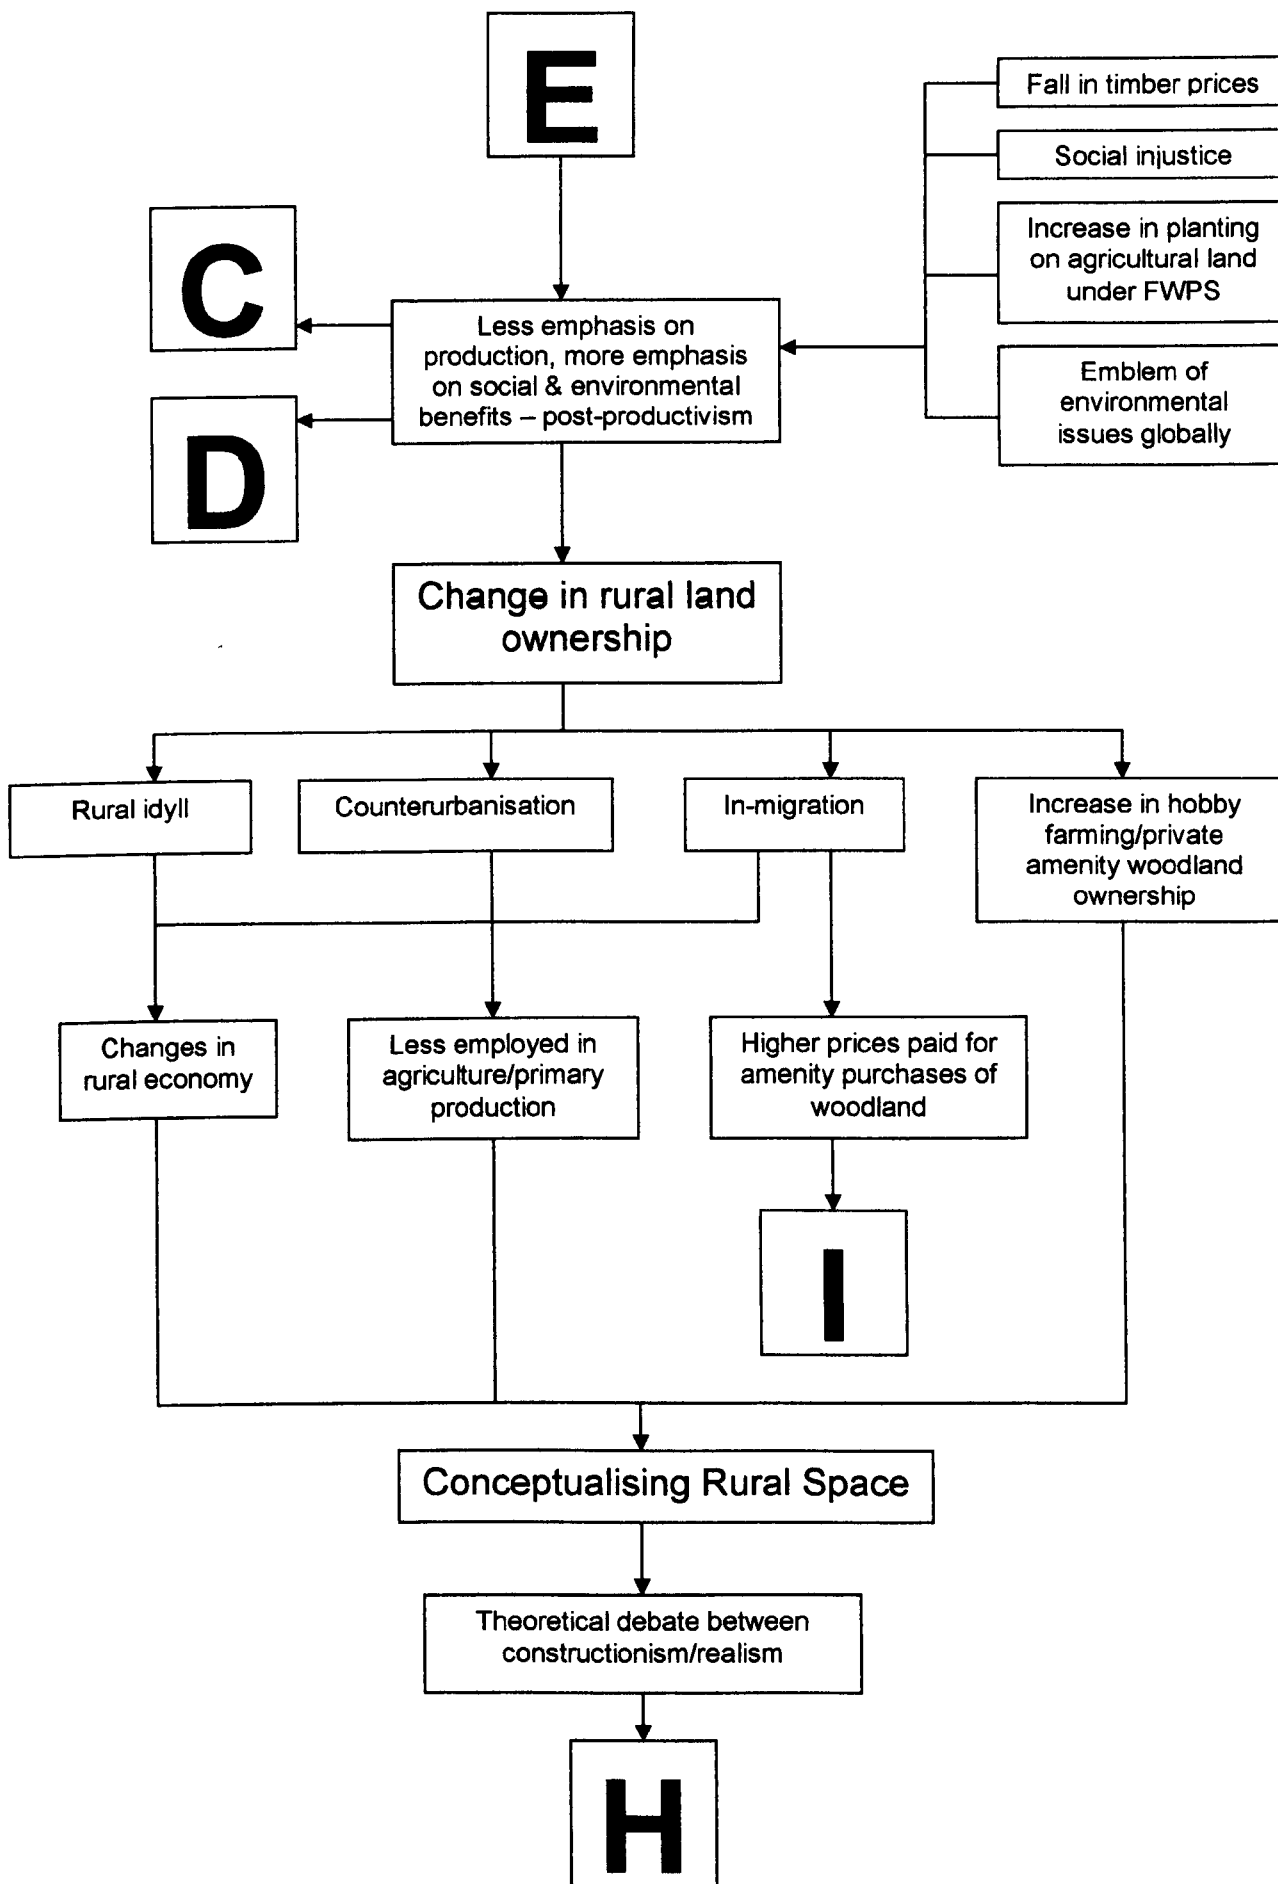 E
Fall in timber prices
Social injustice
Increase in planting
on agricultural land
under FWPS
Emblem of
environmental
issues globally
C
D
Less emphasis on
production, more emphasis
on social & environmental
benefits – post-productivism
Change in rural land
ownership
Rural idyll
Counterurbanisation
In-migration
Increase in hobby
farming/private
amenity woodland
ownership
Changes in
rural economy
Less employed in
agriculture/primary
production
Higher prices paid for
amenity purchases of
woodland
I
Conceptualising Rural Space
Theoretical debate between
constructionism/realism
H